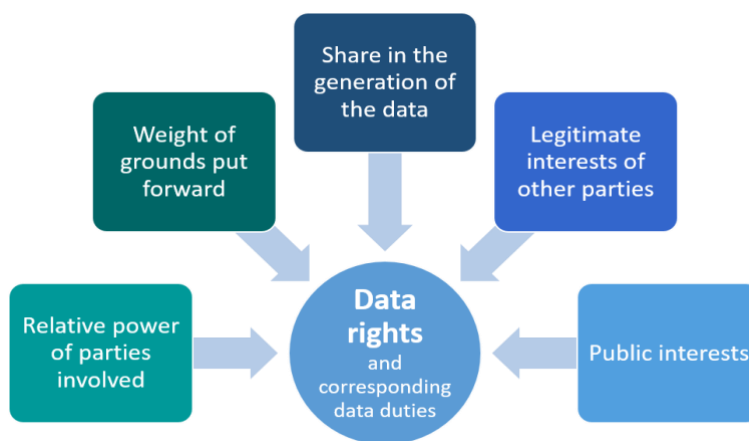 Share in the
generation of
the data
Weight of
grounds put
forward
Legitimate
interests of
other parties
Relative power
of parties
involved
Data
rights
and
corresponding
data duties
Public interests